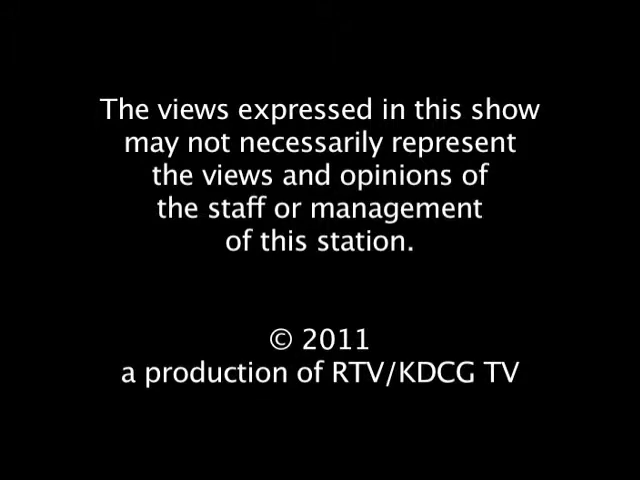 The views expressed in this show
may not necessarily represent
the views and opinions of
the staff or management
of this station.
© 2011
a production of RTV/KDCG TV